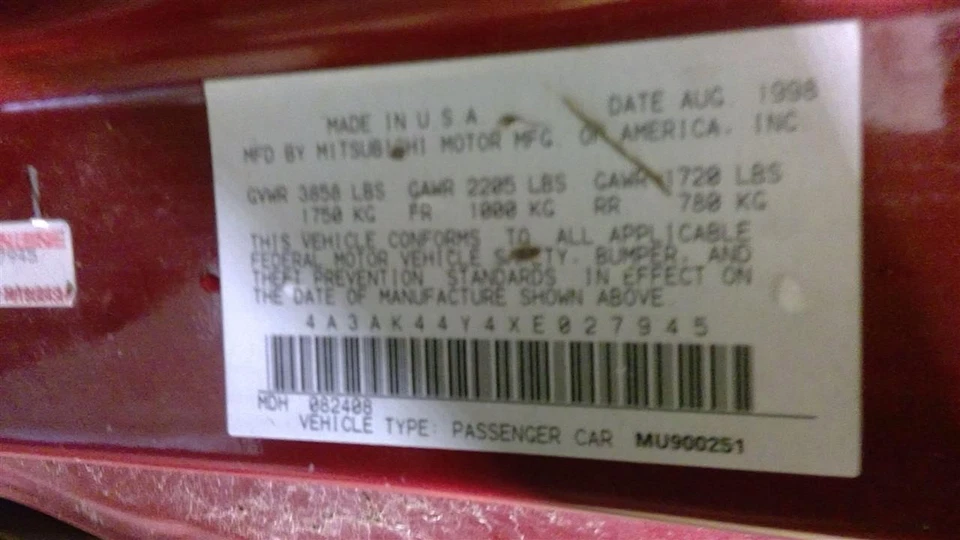 DATE AUG. 1998
MADE IN U S A
MFD BY MITSUBISHI MOTOR MFG. OF AMERICA, INC
GVWR 3858 LBS GAWR 2205 LBS GAWR 1720 LBS
1750 KG FR 1000 KG RR 780 KG
THIS VEHICLE CONFORMS TO ALL APPLICABLE
FEDERAL MOTOR VEHICLE SAFETY, BUMPER, AND
THEFT PREVENTION STANDARDS IN EFFECT ON
THE DATE OF MANUFACTURE SHOWN ABOVE
4A3AK44Y4XE027945
MDH 082408
VEHICLE TYPE: PASSENGER CAR MU900251
7945